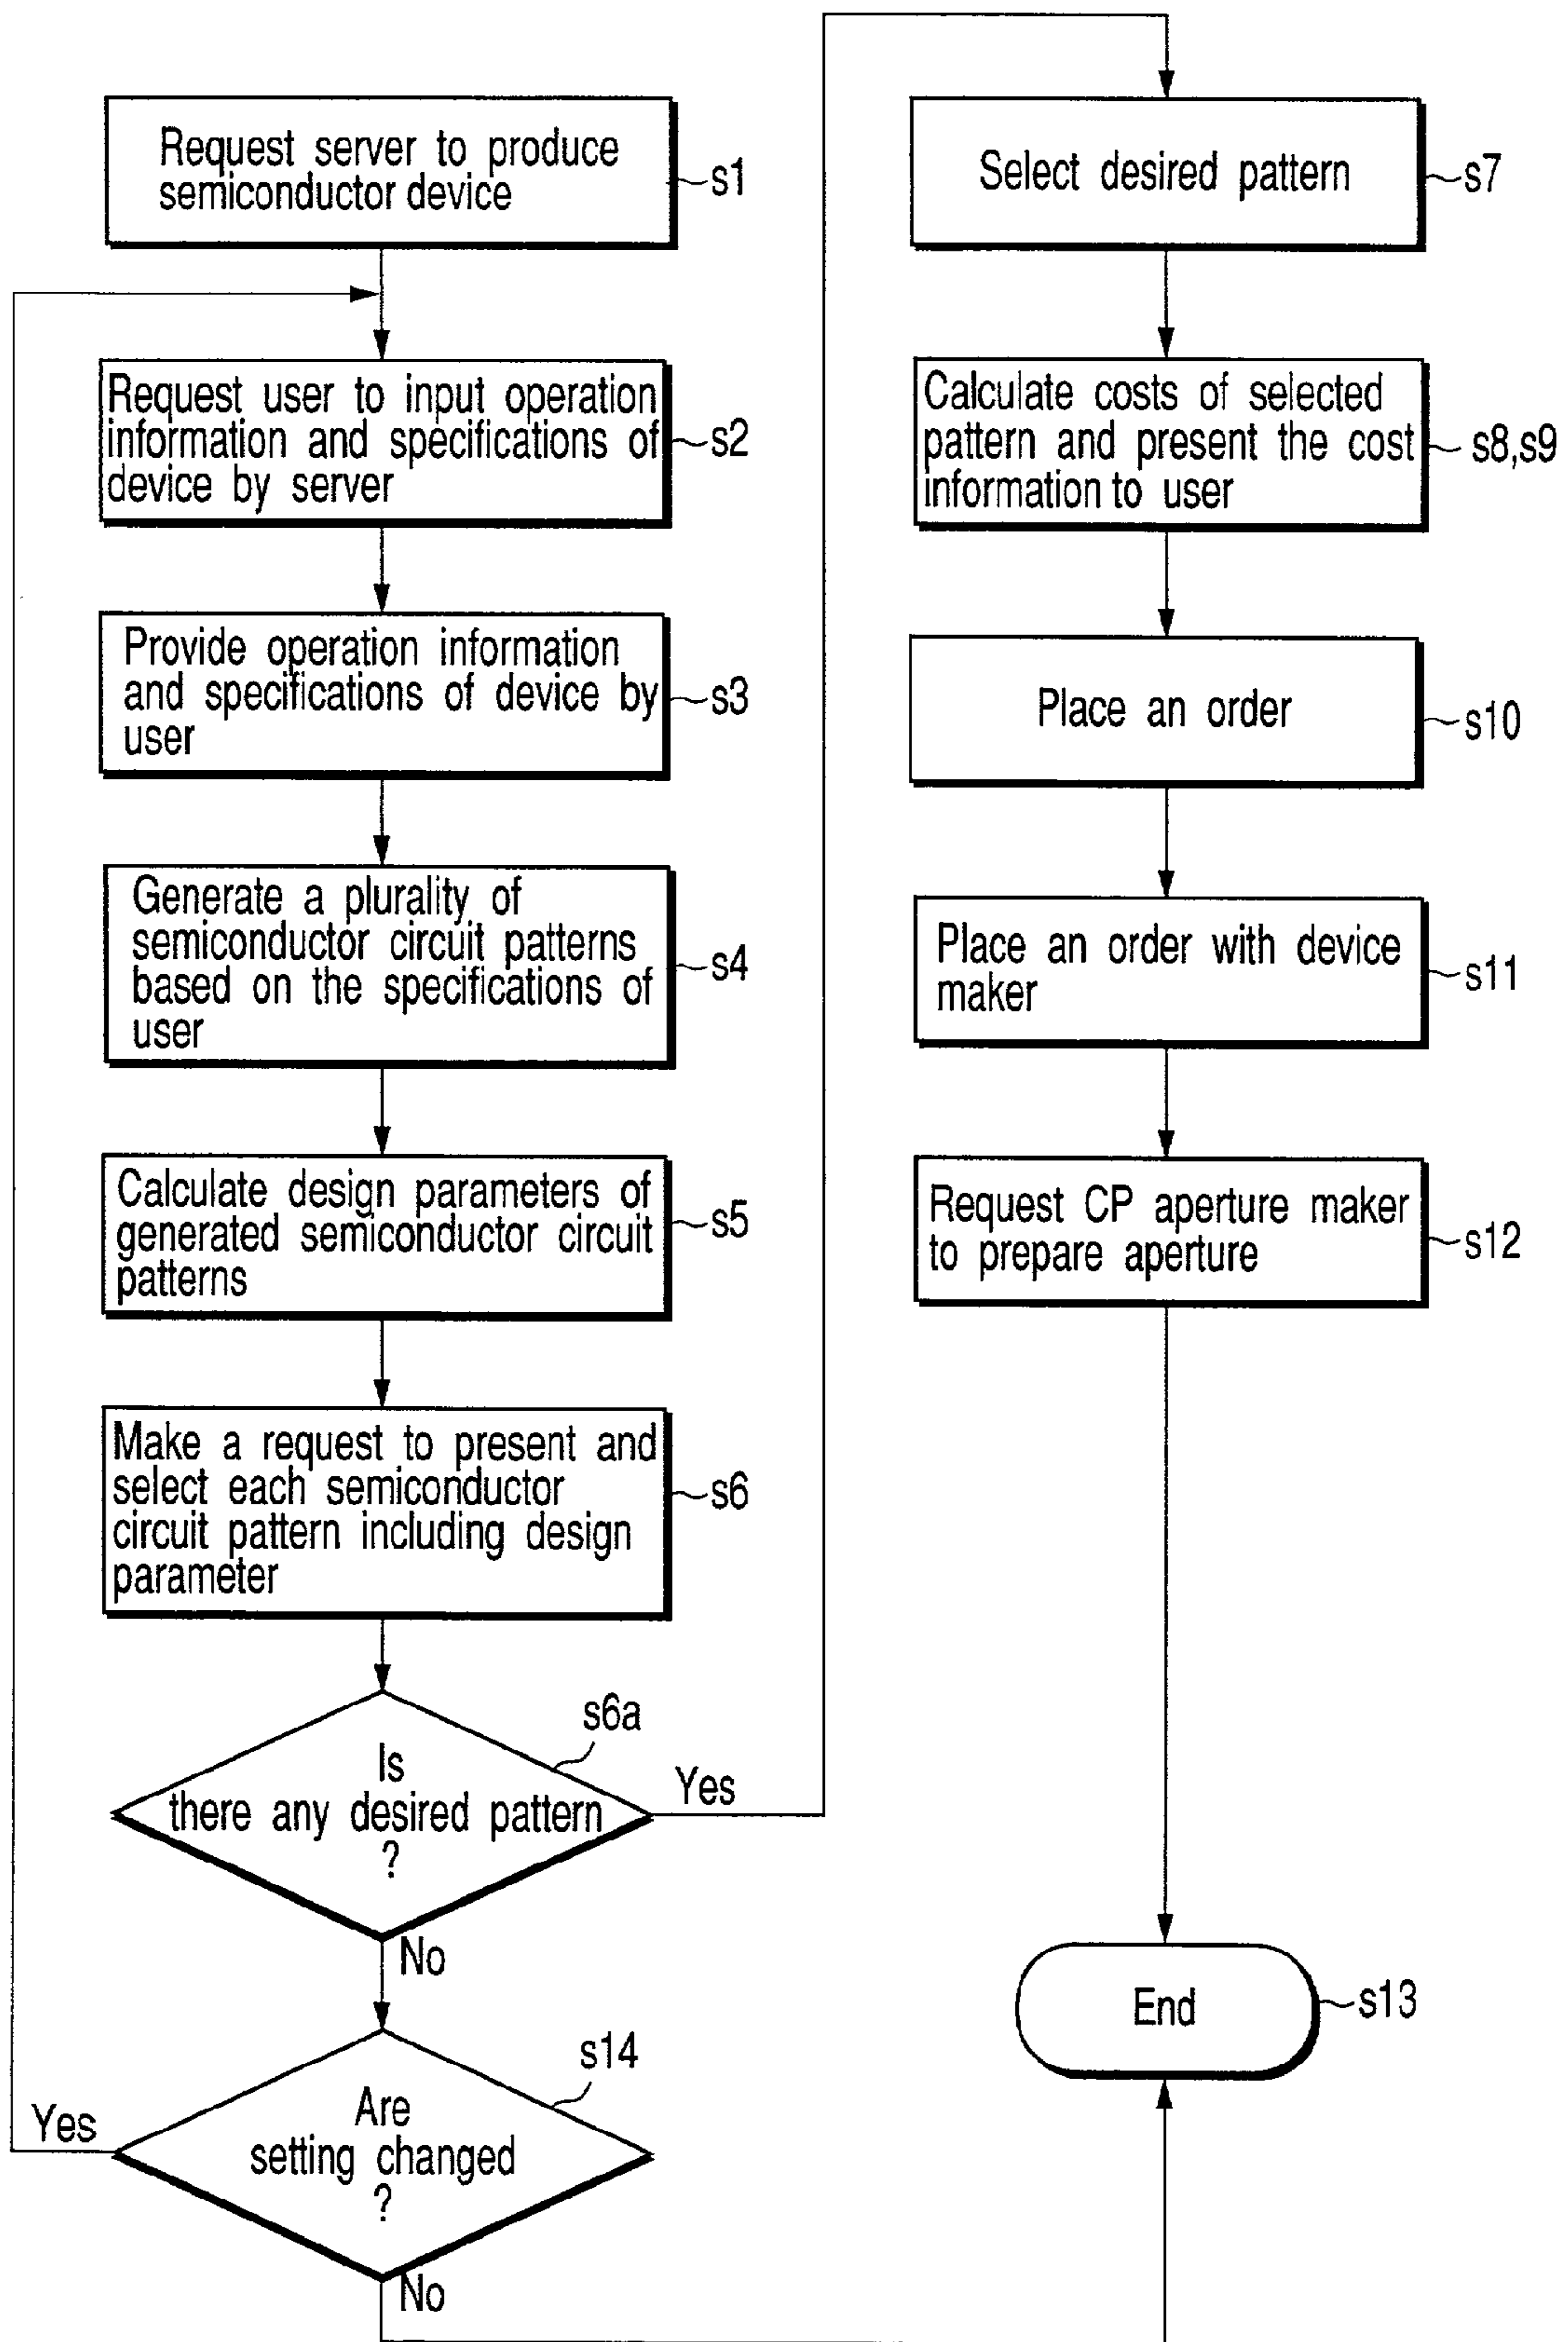 Request server to produce
semiconductor device
s1
Request user to input operation
information and specifications of
device by server
s2
Provide operation information
and specifications of device by
user
s3
Generate a plurality of
semiconductor circuit patterns
based on the specifications of
user
s4
Calculate design parameters of
generated semiconductor circuit
patterns
s5
Make a request to present and
select each semiconductor
circuit pattern including design
parameter
s6
s6a
Is
there any desired pattern
?
Yes
No
s14
Are
setting changed
?
Yes
No
Select desired pattern
s7
Calculate costs of selected
pattern and present the cost
information to user
s8,s9
Place an order
s10
Place an order with device
maker
s11
Request CP aperture maker
to prepare aperture
s12
End
s13